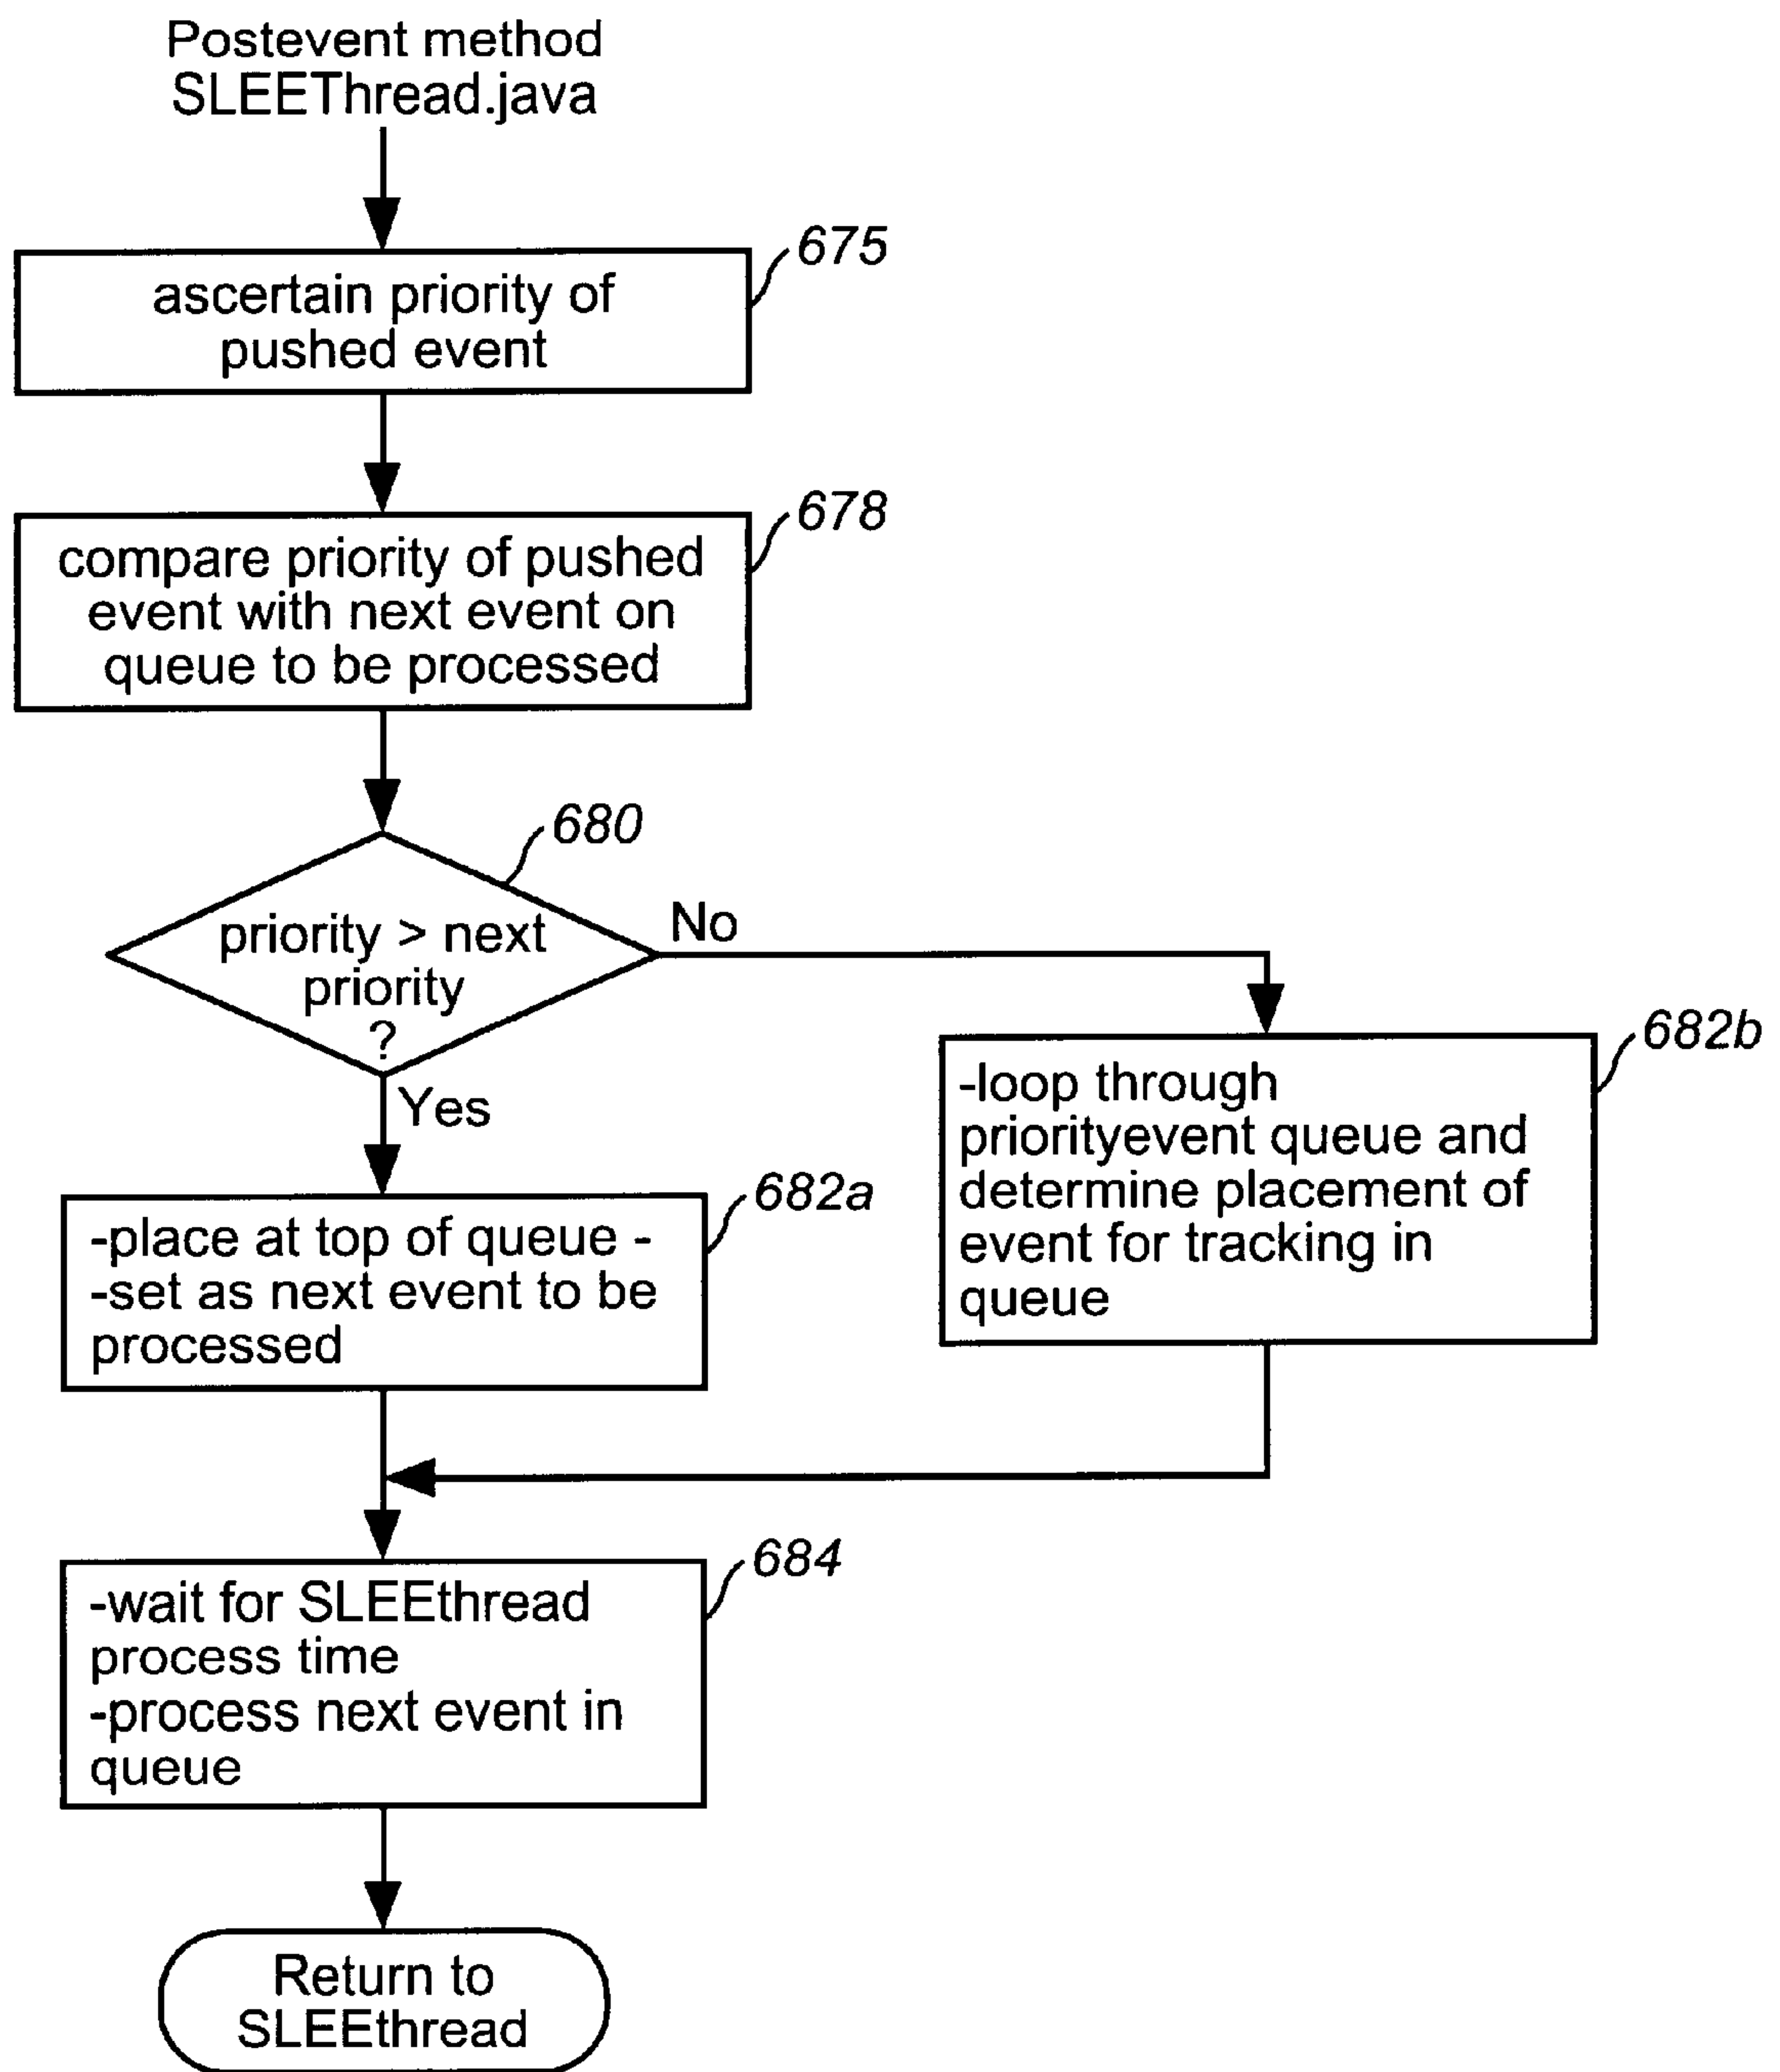 Postevent method
SLEEThread.java
675
ascertain priority of
pushed event
678
compare priority of pushed
event with next event on
queue to be processed
680
priority > next
priority
?
No
Yes
682b
-loop through
priorityevent queue and
determine placement of
event for tracking in
queue
682a
-place at top of queue -
-set as next event to be
processed
684
-wait for SLEEthread
process time
-process next event in
queue
Return to
SLEEthread